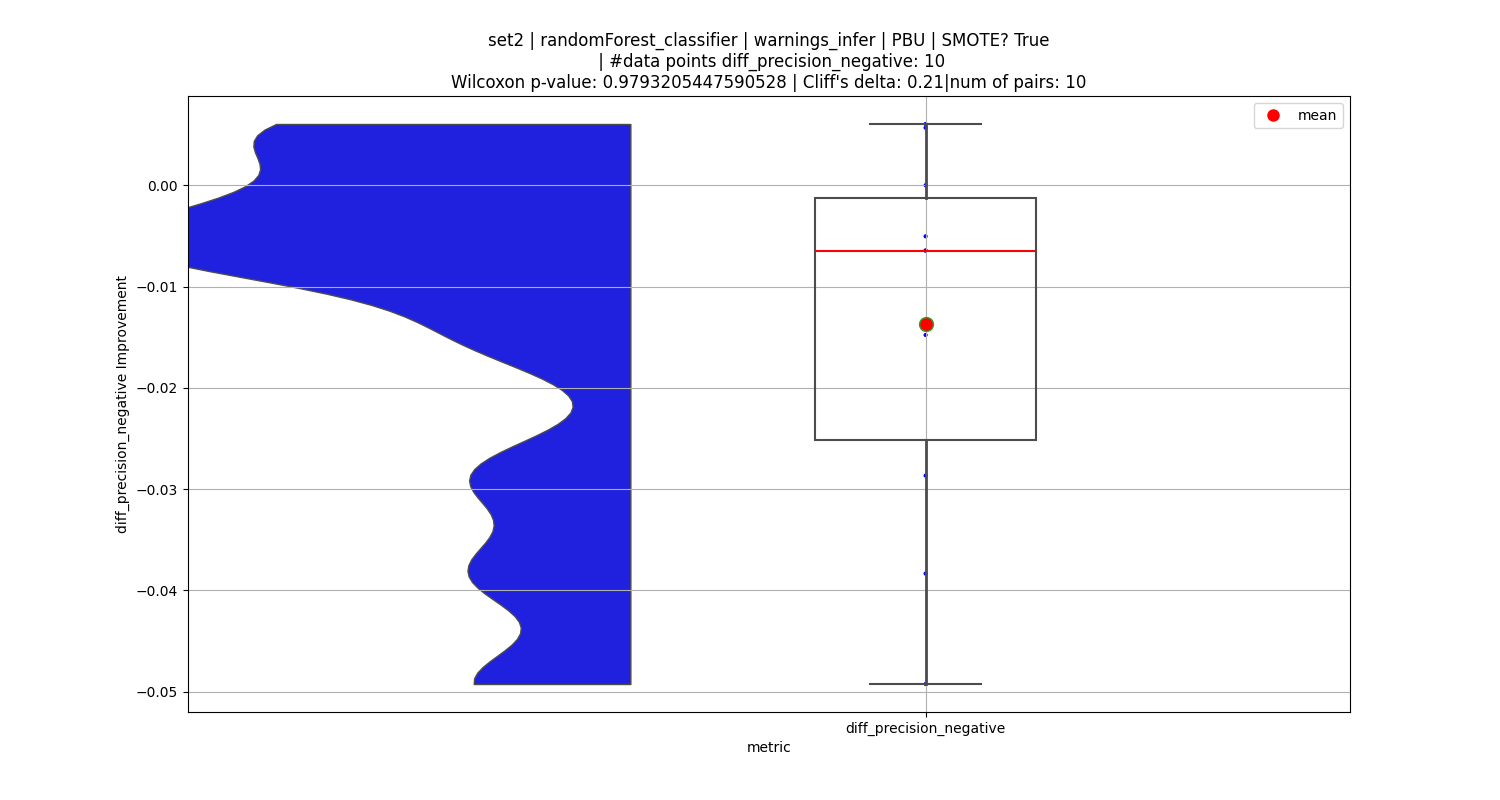 set2 | randomForest_classifier | warnings_infer | PBU | SMOTE? True
| #data points diff_precision_negative: 10
Wilcoxon p-value: 0.9793205447590528 | Cliff's delta: 0.21|num of pairs: 10
mean
0.00
−0.01
−0.02
−0.03
−0.04
−0.05
diff_precision_negative Improvement
diff_precision_negative
metric